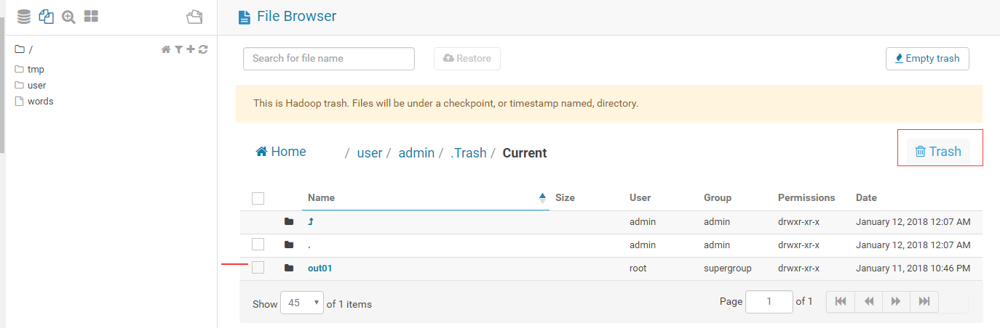 File Browser
/
tmp
user
words
Search for file name
Restore
Empty trash
This is Hadoop trash. Files will be under a checkpoint, or timestamp named, directory.
Home / user / admin / .Trash / Current
Trash
Name Size User Group Permissions Date
admin admin drwxr-xr-x January 12, 2018 12:07 AM
. admin admin drwxr-xr-x January 12, 2018 12:07 AM
out01 root supergroup drwxr-xr-x January 11, 2018 10:46 PM
Show 45 of 1 items Page 1 of 1